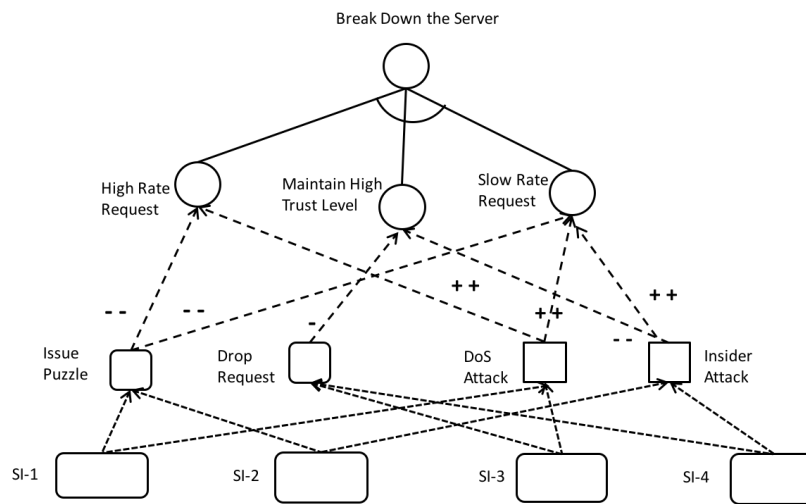 Break Down the Server
High Rate
Request
Maintain High
Trust Level
Slow Rate
Request
- -
- -
-
+ +
+ +
- -
+ +
Issue
Puzzle
Drop
Request
DoS
Attack
Insider
Attack
SI-1
SI-2
SI-3
SI-4